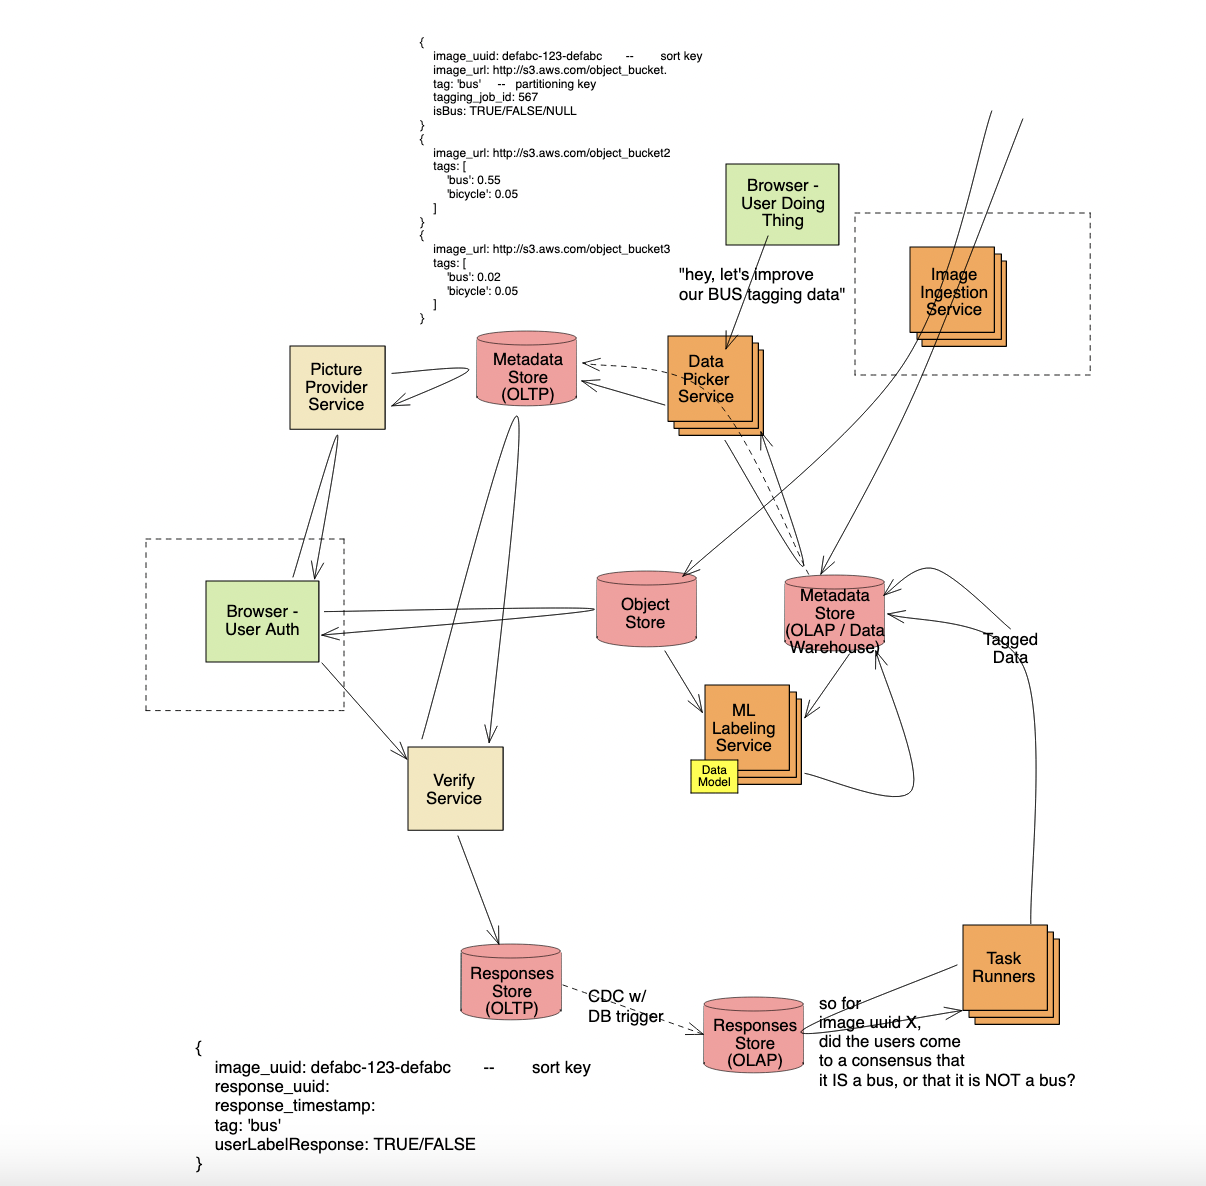 {
image_uuid: defabc-123-defabc -- sort key
image_url: http://s3.aws.com/object_bucket.
tag: 'bus' -- partitioning key
tagging_job_id: 567
isBus: TRUE/FALSE/NULL
}
{
image_url: http://s3.aws.com/object_bucket2
tags: [
'bus': 0.55
'bicycle': 0.05
]
}
{
image_url: http://s3.aws.com/object_bucket3
tags: [
'bus': 0.02
'bicycle': 0.05
]
}
Browser -
User Doing
Thing
"hey, let's improve
our BUS tagging data"
Image
Ingestion
Service
Picture
Provider
Service
Metadata
Store
(OLTP)
Data
Picker
Service
Browser -
User Auth
Object
Store
Metadata
Store
(OLAP / Data
Warehouse)
Tagged
Data
ML
Labeling
Service
Data
Model
Verify
Service
Responses
Store
(OLTP)
CDC w/
DB trigger
Responses
Store
(OLAP)
so for
image uuid X,
did the users come
to a consensus that
it IS a bus, or that it is NOT a bus?
Task
Runners
{
image_uuid: defabc-123-defabc -- sort key
response_uuid:
response_timestamp:
tag: 'bus'
userLabelResponse: TRUE/FALSE
}